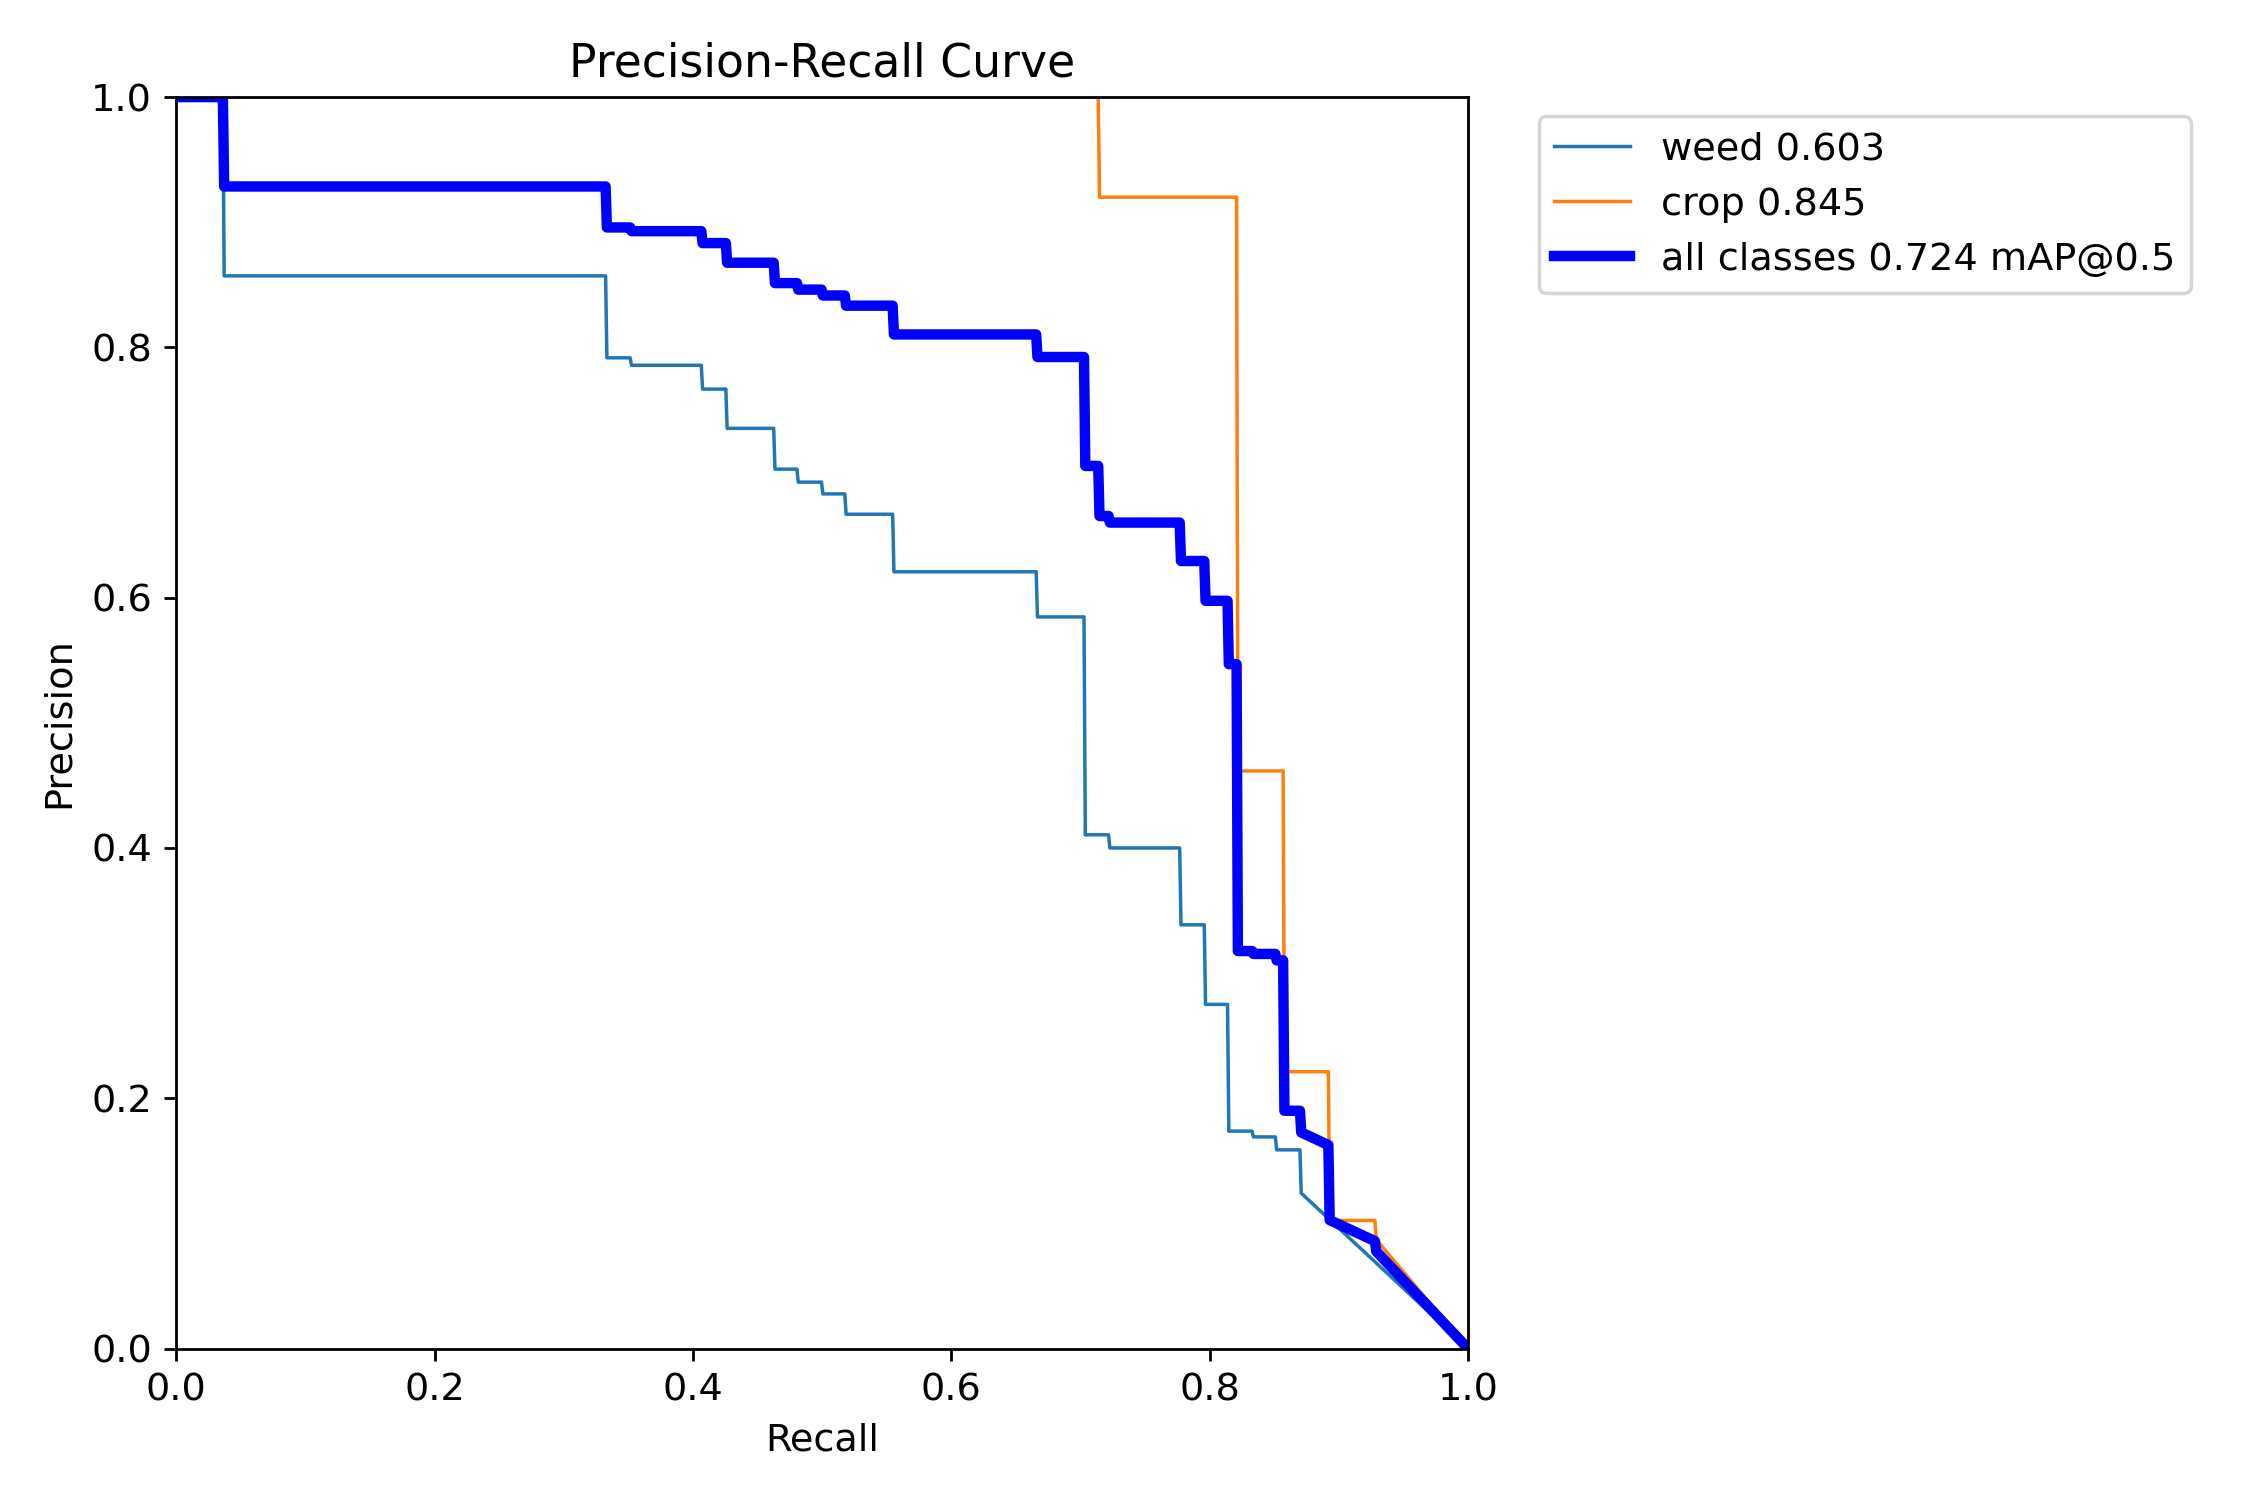 Precision-Recall Curve
1.0
0.8
0.6
0.4
0.2
0.0
Precision
0.0 0.2 0.4 0.6 0.8 1.0
Recall
weed 0.603
crop 0.845
all classes 0.724 mAP@0.5